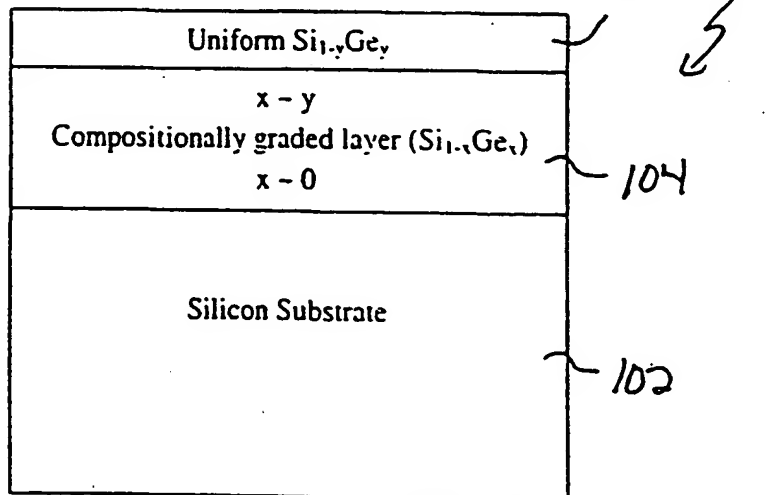 Uniform Si₁₋yGey
x ~ y
Compositionally graded layer (Si₁₋xGex)
x ~ 0
104
Silicon Substrate
102